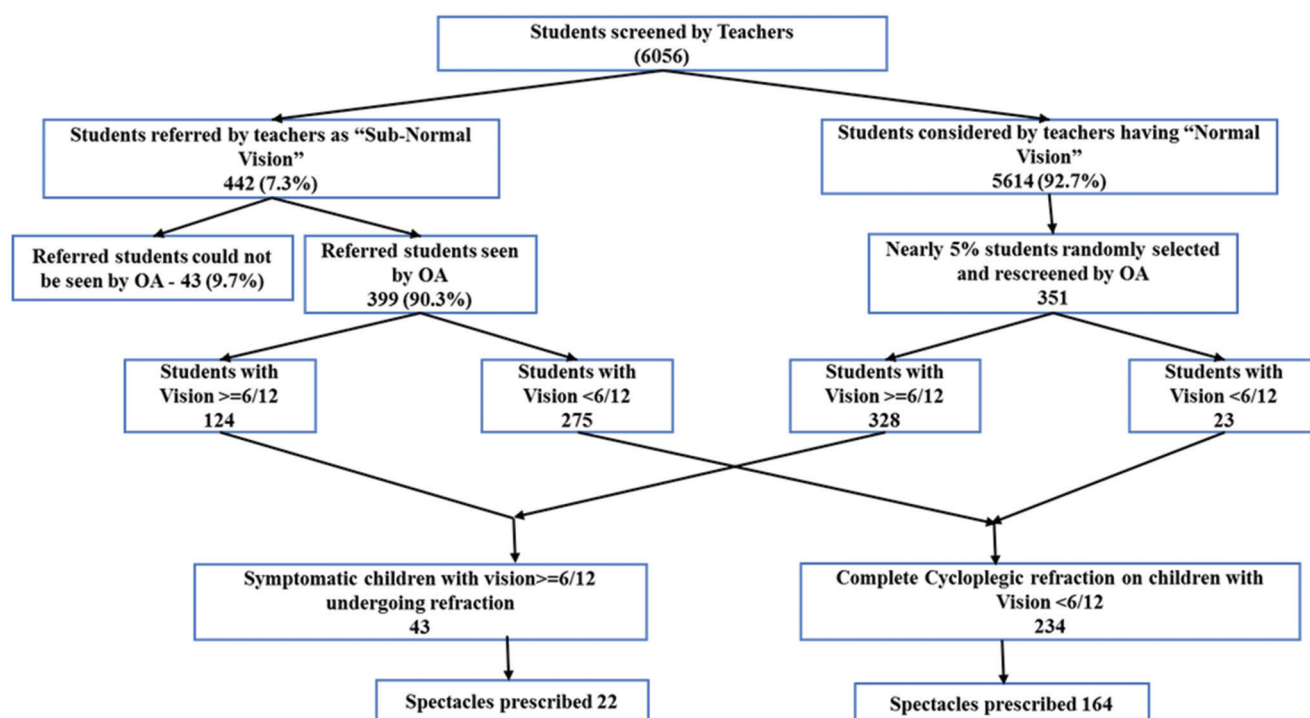 Students screened by Teachers
(6056)
Students referred by teachers as “Sub-Normal
Vision”
442 (7.3%)
Students considered by teachers having “Normal
Vision”
5614 (92.7%)
Referred students could not
be seen by OA - 43 (9.7%)
Referred students seen
by OA
399 (90.3%)
Nearly 5% students randomly selected
and rescreened by OA
351
Students with
Vision >=6/12
124
Students with
Vision <6/12
275
Students with
Vision >=6/12
328
Students with
Vision <6/12
23
Symptomatic children with vision>=6/12
undergoing refraction
43
Complete Cycloplegic refraction on children with
Vision <6/12
234
Spectacles prescribed 22
Spectacles prescribed 164